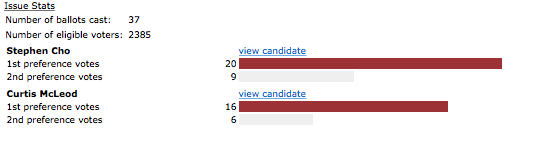 Issue Stats
Number of ballots cast: 37
Number of eligible voters: 2385
Stephen Cho view candidate
1st preference votes 20
2nd preference votes 9
Curtis McLeod view candidate
1st preference votes 16
2nd preference votes 6